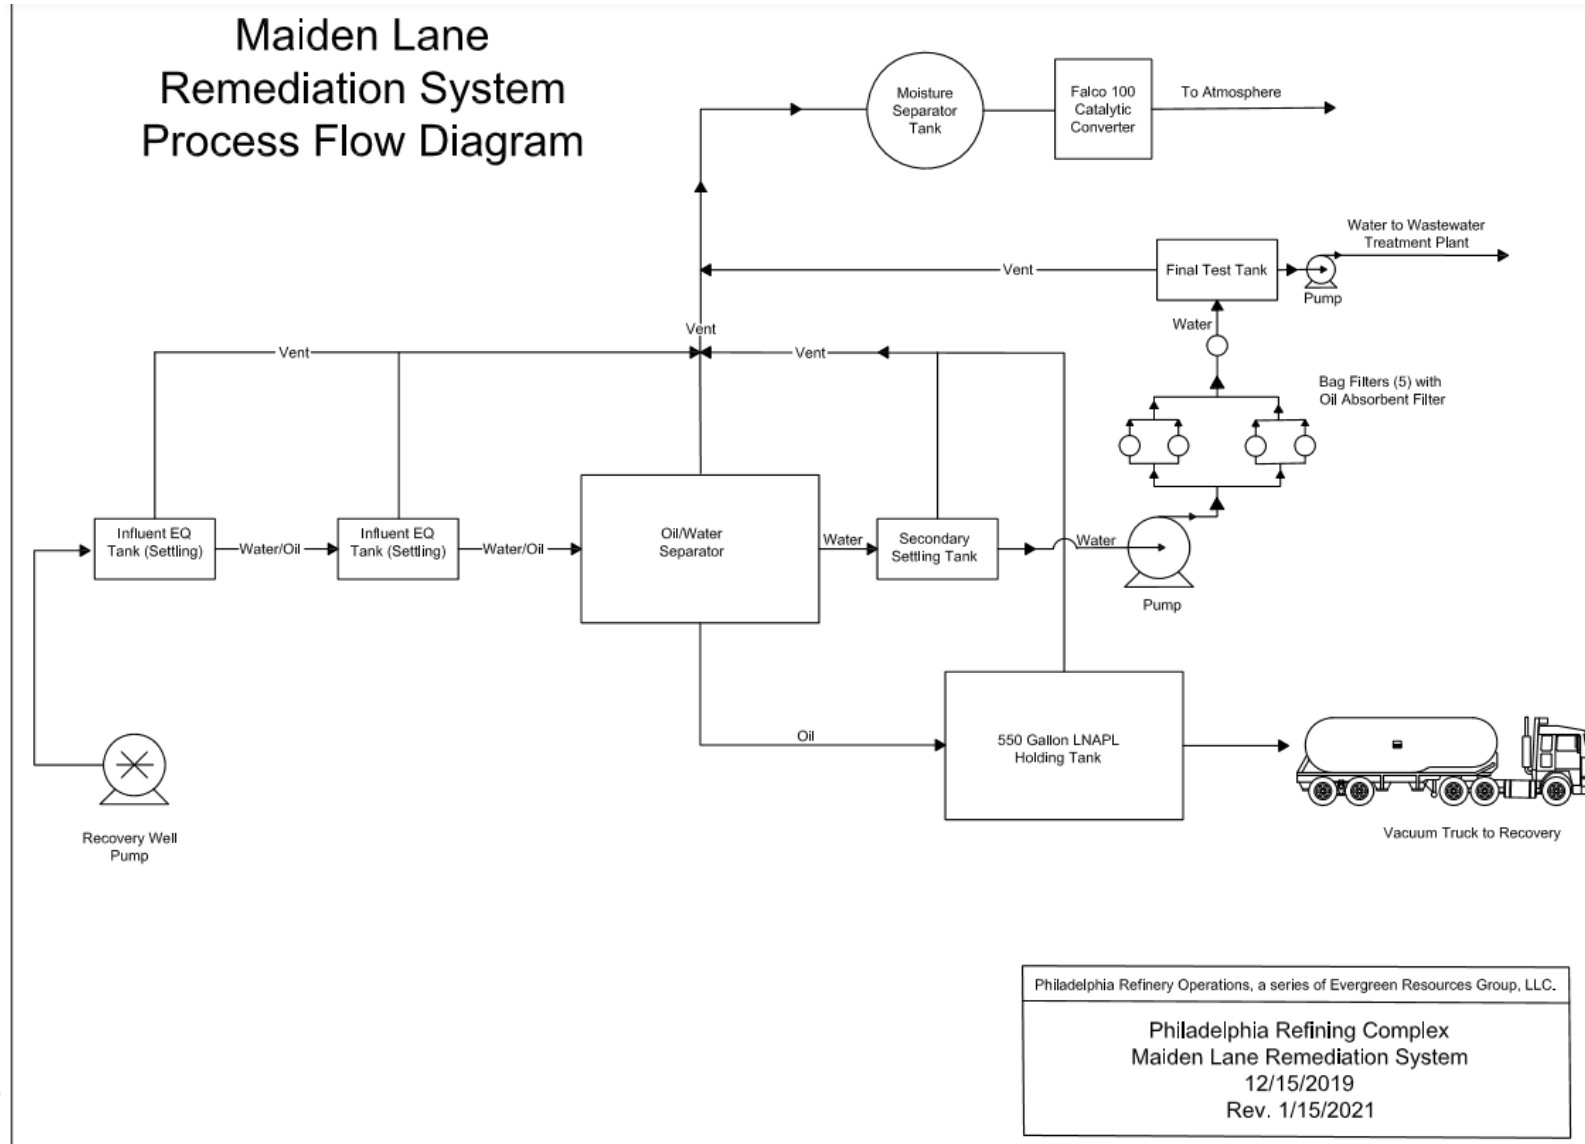 Maiden Lane
Remediation System
Process Flow Diagram
Moisture
Separator
Tank
Falco 100
Catalytic
Converter
To Atmosphere
Water to Wastewater
Treatment Plant
Final Test Tank
Pump
Vent
Water
Vent
Vent
Vent
Bag Filters (5) with
Oil Absorbent Filter
Influent EQ
Tank (Settling)
Water/Oil
Influent EQ
Tank (Settling)
Water/Oil
Oil/Water
Separator
Water
Secondary
Settling Tank
Water
Pump
Oil
550 Gallon LNAPL
Holding Tank
Vacuum Truck to Recovery
Recovery Well
Pump
Philadelphia Refinery Operations, a series of Evergreen Resources Group, LLC.
Philadelphia Refining Complex
Maiden Lane Remediation System
12/15/2019
Rev. 1/15/2021